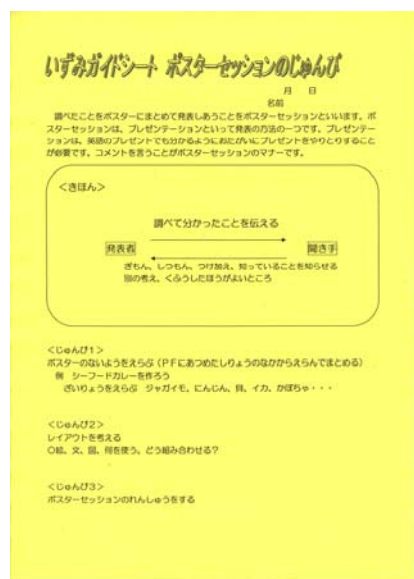 いずみガイドシート ポスターセッションのじゅんび
月 日
名前
調べたことをポスターにまとめて発表しあうことをポスターセッションといいます。ポ
スターセッションは、プレゼンテーションといって発表の方法の一つです。プレゼンテー
ションは、英語のプレゼントでも分かるようにおたがいにプレゼントをやりとりすること
が必要です。コメントを言うことがポスターセッションのマナーです。
<きほん>
調べて分かったことを伝える
発表者 聞き手
ぎもん、しつもん、つけ加え、知っていることを知らせる
別の考え、くふうしたほうがよいところ
<じゅんび1>
ポスターのないようをえらぶ(PFにあつめたしりょうのなかからえらんでまとめる)
例 シーフードカレーを作ろう
ざいりょうをえらぶ ジャガイモ、にんじん、貝、イカ、かぼちゃ・・・
<じゅんび2>
レイアウトを考える
○絵、文、図、何を使う、どう組み合わせる?
<じゅんび3>
ポスターセッションのれんしゅうをする